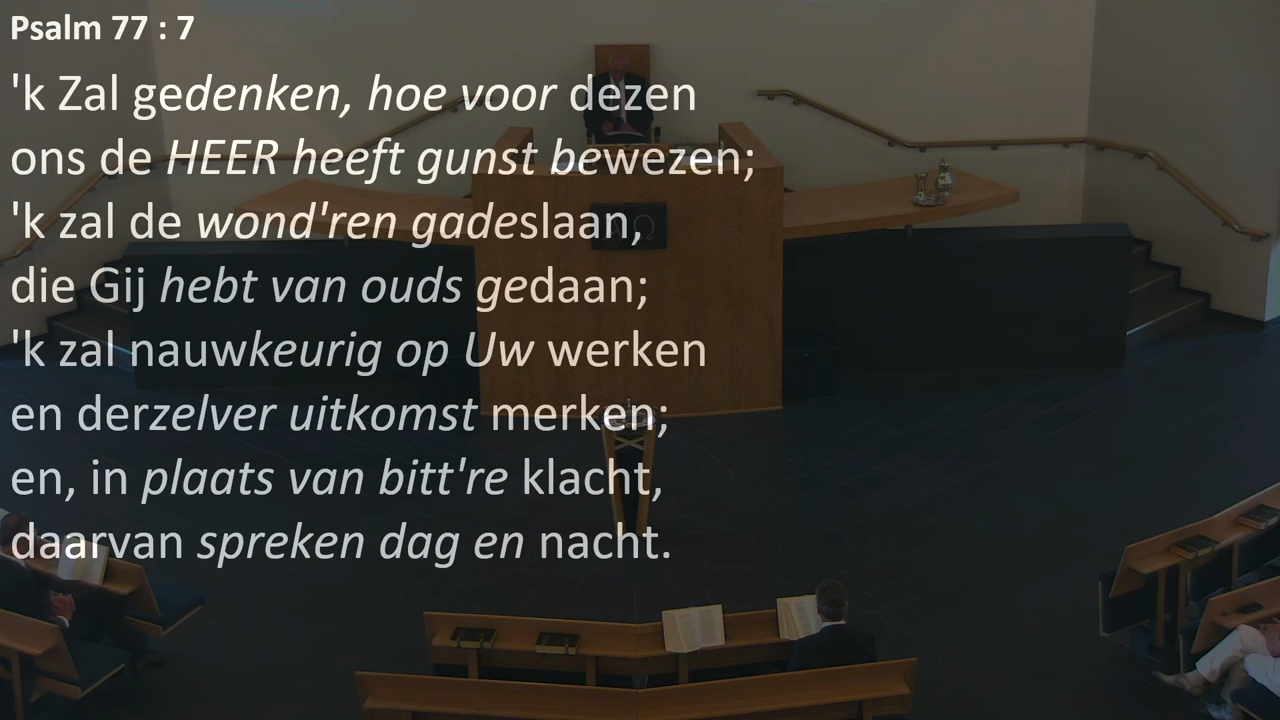 Psalm 77 : 7
'k Zal gedenken, hoe voor dezen
ons de HEER heeft gunst bewezen;
'k zal de wond'ren gadeslaan,
die Gij hebt van ouds gedaan;
'k zal nauwkeurig op Uw werken
en derzelver uitkomst merken;
en, in plaats van bitt're klacht,
daarvan spreken dag en nacht.
ΑΩ